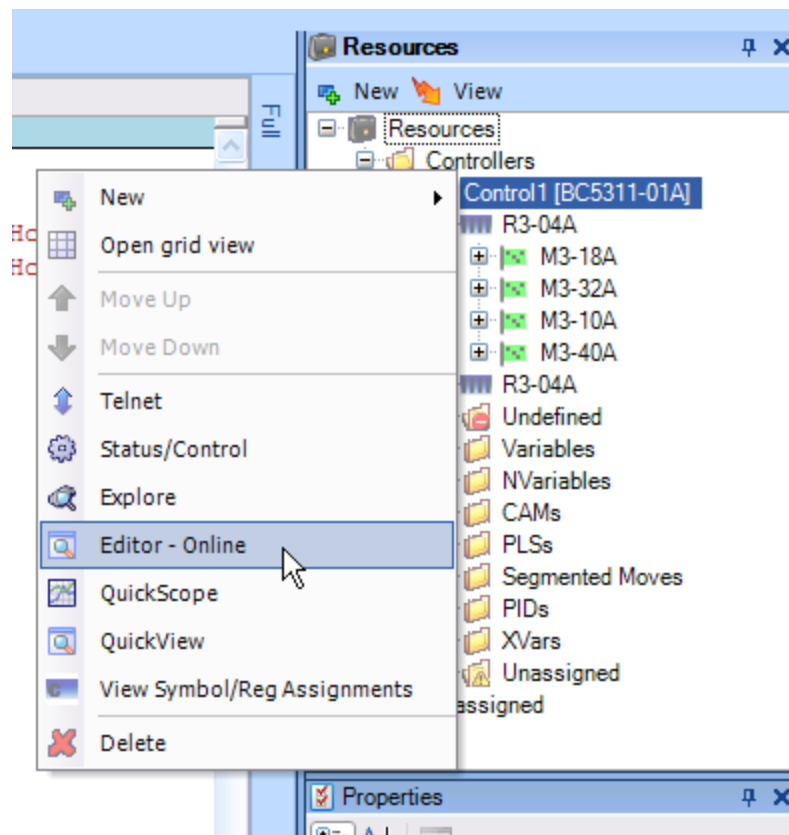 Resources
New View
Full
Resources
Controllers
Control1 [BC5311-01A]
R3-04A
M3-18A
M3-32A
M3-10A
M3-40A
R3-04A
Undefined
Variables
NVariables
CAMs
PLSs
Segmented Moves
PIDs
XVars
Unassigned
assigned
Ho
Ho
New
Open grid view
Move Up
Move Down
Telnet
Status/Control
Explore
Editor - Online
QuickScope
QuickView
View Symbol/Reg Assignments
Delete
Properties